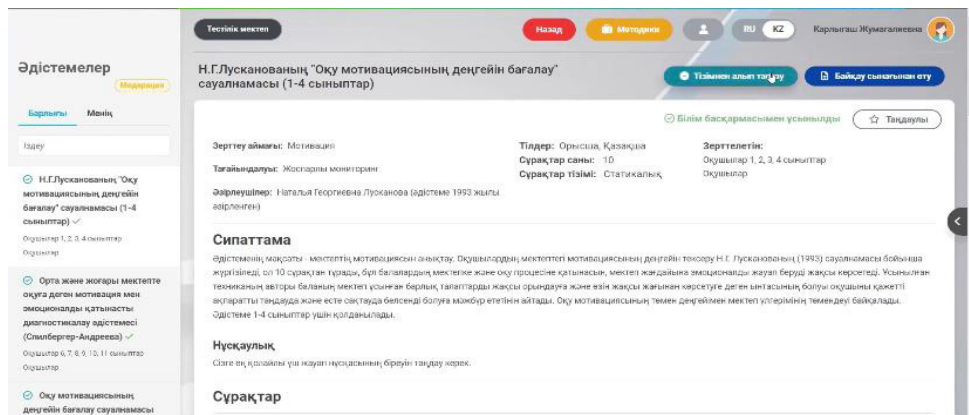 Тестілік мектеп
Назад
Методики
RU
KZ
Карлыгаш Жумагалиевна
Әдістемелер
Модерация
Барлығы
Менің
Іздеу
Н.Г.Лусканованың "Оқу
мотивациясының деңгейін
бағалау" сауалнамасы (1-4
сыныптар)
Оқушылар 1, 2, 3, 4 сыныптар
Оқушылар
Орта және жоғары мектепте
оқуға деген мотивация мен
эмоционалды қатынасты
диагностикалау әдістемесі
(Спилбергер-Андреева)
Оқушылар 6, 7, 8, 9, 10, 11 сыныптар
Оқушылар
Оқу мотивациясының
деңгейін бағалау сауалнамасы
Н.Г.Лусканованың "Оқу мотивациясының деңгейін бағалау"
сауалнамасы (1-4 сыныптар)
Тізімнен алып тастау
Байқау сынағынан өту
Білім басқармасымен ұсынылды
Таңдаулы
Зерттеу аймағы: Мотивация
Тағайындалуы: Жоспарлы мониторинг
Әзірлеушілер: Наталья Георгиевна Лусканова (әдістеме 1993 жылы
әзірленген)
Тілдер: Орысша, Қазақша
Сұрақтар саны: 10
Сұрақтар тізімі: Статикалық
Зерттелетін:
Оқушылар 1, 2, 3, 4 сыныптар
Оқушылар
Сипаттама
Әдістеменің мақсаты - мектептің мотивациясын анықтау. Оқушылардың мектептегі мотивациясының деңгейін тексеру Н.Г. Лусканованың (1993) сауалнамасы бойынша
жүргізіледі, ол 10 сұрақтан тұрады, бұл балалардың мектепке және оқу процесіне қатынасын, мектеп жағдайына эмоционалды жауап беруді жақсы көрсетеді. Ұсынылған
техниканың авторы баланың мектеп ұсынған барлық талаптарды жақсы орындауға және өзін жақсы жағынан көрсетуге деген ынтасының болуы оқушыны қажетті
ақпаратты таңдауда және есте сақтауда белсенді болуға мәжбүр ететінін айтады. Оқу мотивациясының төмен деңгейімен мектеп үлгерімінің төмендеуі байқалады.
Әдістеме 1-4 сыныптар үшін қолданылады.
Нұсқаулық
Сізге ең қолайлы үш жауап нұсқасының біреуін таңдау керек.
Сұрақтар